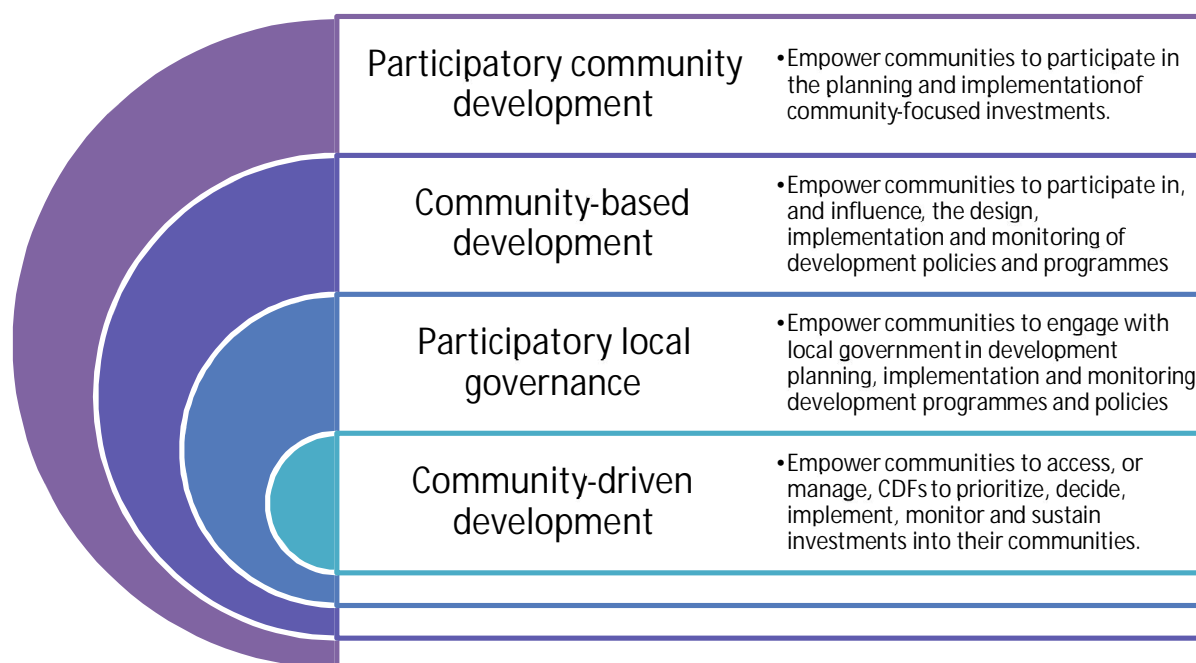 Participatory community
development
•Empower communities to participate in
the planning and implementationof
community-focused investments.
Community-based
development
•Empower communities to participate in,
and influence, the design,
implementation and monitoring of
development policies and programmes
Participatory local
governance
•Empower communities to engage with
local government in development
planning, implementation and monitoring
development programmes and policies
Community-driven
development
•Empower communities to access, or
manage, CDFs to prioritize, decide,
implement, monitor and sustain
investments into their communities.